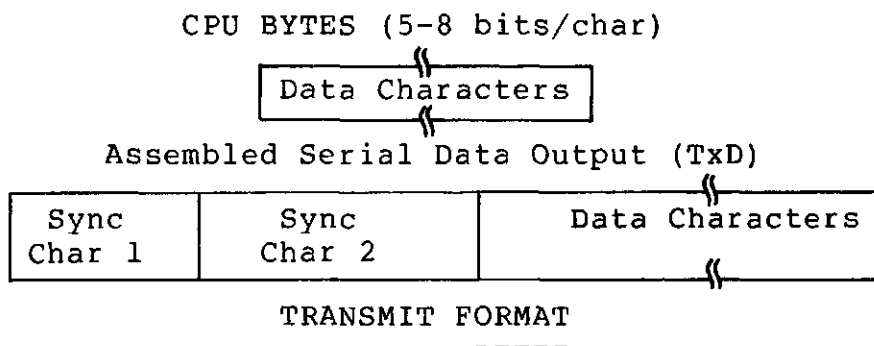 CPU BYTES (5-8 bits/char)
Data Characters
Assembled Serial Data Output (TxD)
Sync Char 1
Sync Char 2
Data Characters
TRANSMIT FORMAT